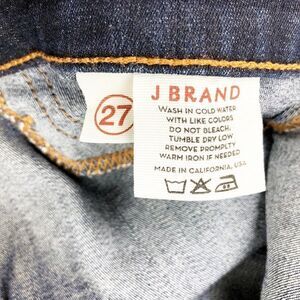 27
J BRAND
WASH IN COLD WATER
WITH LIKE COLORS
DO NOT BLEACH.
TUMBLE DRY LOW
REMOVE PROMPLTY
WARM IRON IF NEEDED
MADE IN CALIFORNIA, USA